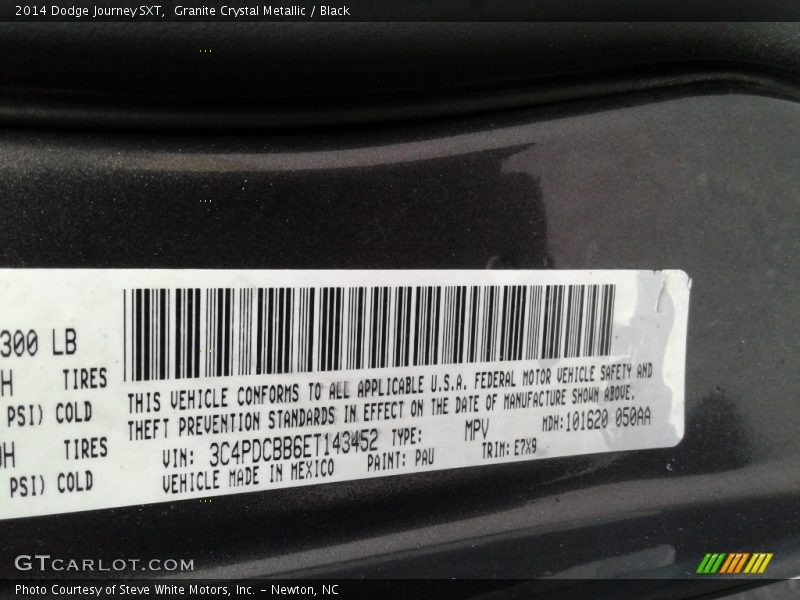 2014 Dodge Journey SXT, Granite Crystal Metallic / Black
300 LB
H TIRES
PSI) COLD
0H TIRES
PSI) COLD
THIS VEHICLE CONFORMS TO ALL APPLICABLE U.S.A. FEDERAL MOTOR VEHICLE SAFETY AND
THEFT PREVENTION STANDARDS IN EFFECT ON THE DATE OF MANUFACTURE SHOWN ABOVE.
VIN: 3C4PDCBB6ET143452 TYPE: MPV MDH:101620 050AA
VEHICLE MADE IN MEXICO PAINT: PAU TRIM: E7X9
GTCARLOT.COM
Photo Courtesy of Steve White Motors, Inc. - Newton, NC